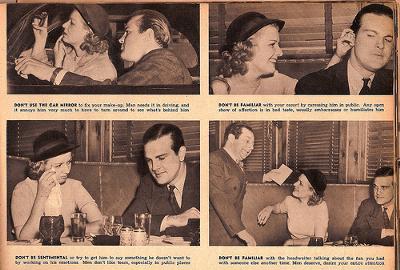 DON'T USE THE CAR MIRROR to fix your make-up. Man needs it in driving, and
it annoys him very much to have to turn around to see what's behind him
DON'T BE FAMILIAR with your escort by caressing him in public. Any open
show of affection is in bad taste, usually embarrasses or humiliates him
DON'T BE SENTIMENTAL or try to get him to say something he doesn't want to
by working on his emotions. Men don't like tears, especially in public places
DON'T BE FAMILIAR with the headwaiter talking about the fun you had
with someone else another time. Men deserve, desire your entire attention